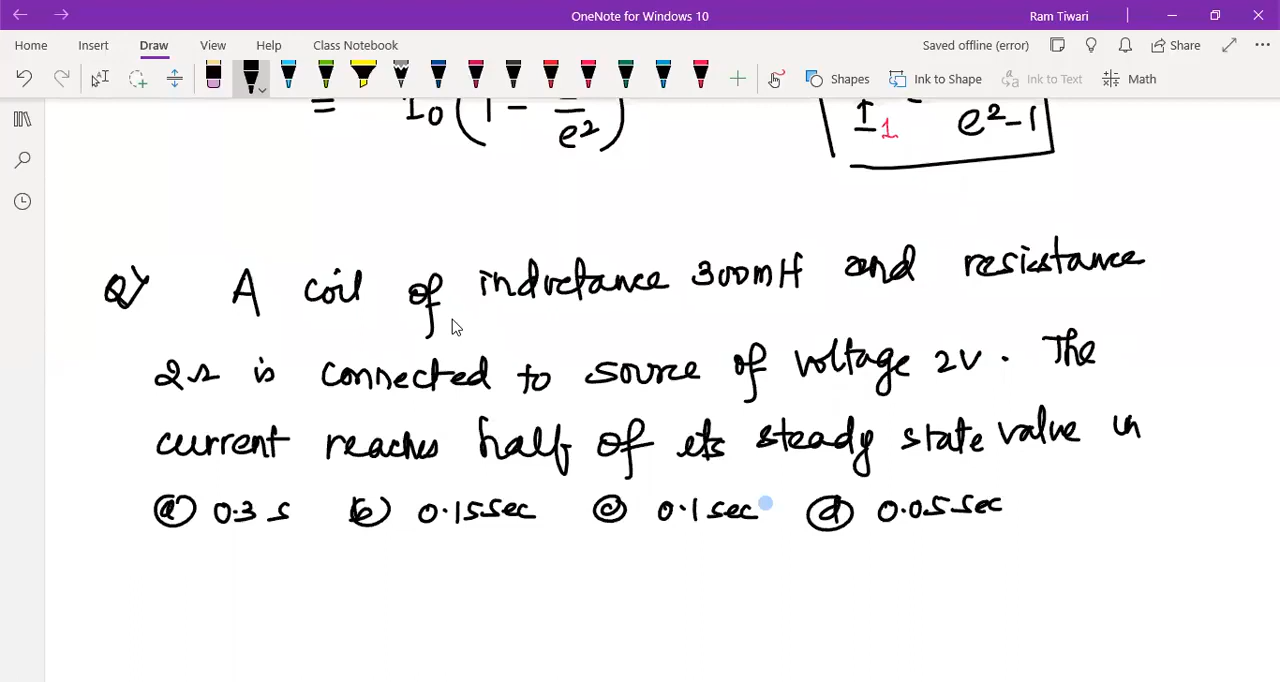 OneNote for Windows 10
Ram Tiwari
Home Insert Draw View Help Class Notebook
Saved offline (error) Share
Shapes Ink to Shape Ink to Text Math
= I0 (1 - e²)
I1 e²-1
Q> A coil of inductance 300mH and resistance
2Ω is connected to source of voltage 2V. The
current reaches half of its steady state value in
(a) 0.3 s (b) 0.15sec (c) 0.1sec (d) 0.05sec